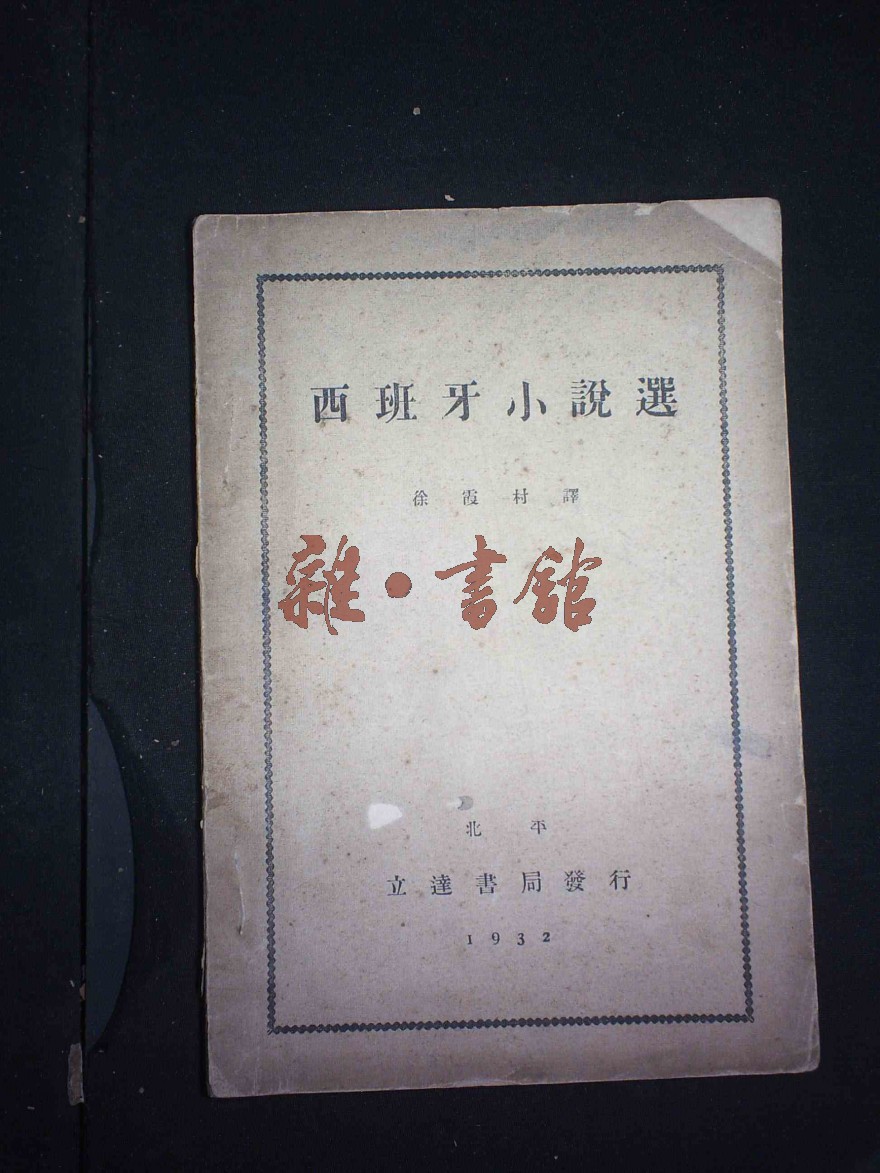 西班牙小說選
徐霞村譯
雜·書館
北平
立達書局發行
1932